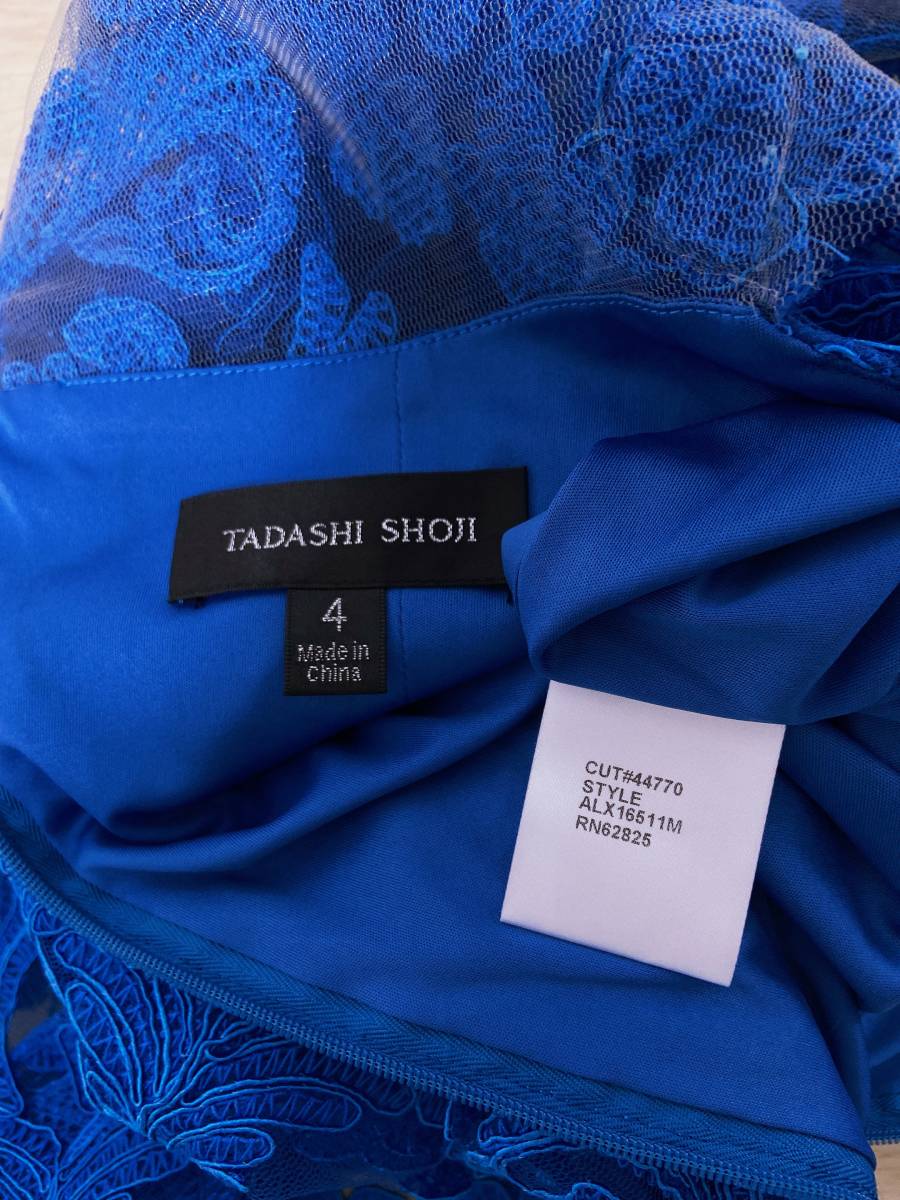 TADASHI SHOJI
4
Made in
China
CUT#44770
STYLE
ALX16511M
RN62825